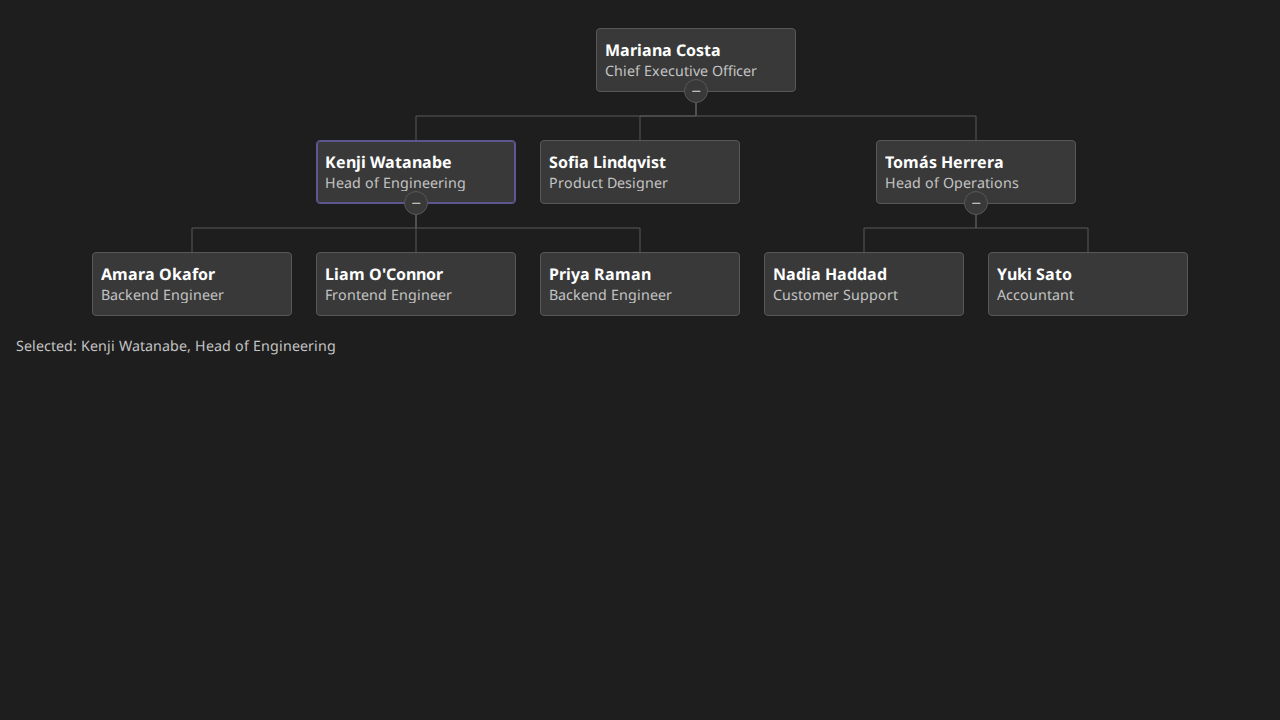 Mariana Costa
Chief Executive Officer
Kenji Watanabe
Head of Engineering
Sofia Lindqvist
Product Designer
Tomás Herrera
Head of Operations
Amara Okafor
Backend Engineer
Liam O'Connor
Frontend Engineer
Priya Raman
Backend Engineer
Nadia Haddad
Customer Support
Yuki Sato
Accountant
Selected: Kenji Watanabe, Head of Engineering